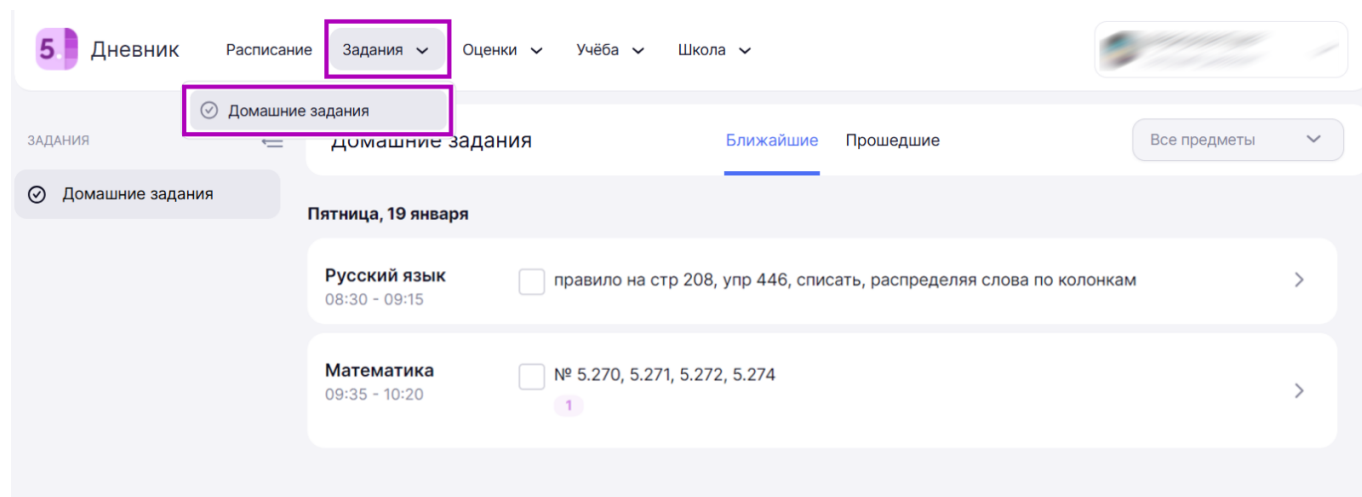 5. Дневник Расписание Задания Оценки Учёба Школа
Домашние задания
ЗАДАНИЯ
Домашние задания Ближайшие Прошедшие Все предметы
Домашние задания
Пятница, 19 января
Русский язык
08:30 - 09:15
правило на стр 208, упр 446, списать, распределяя слова по колонкам
Математика
09:35 - 10:20
№ 5.270, 5.271, 5.272, 5.274
1